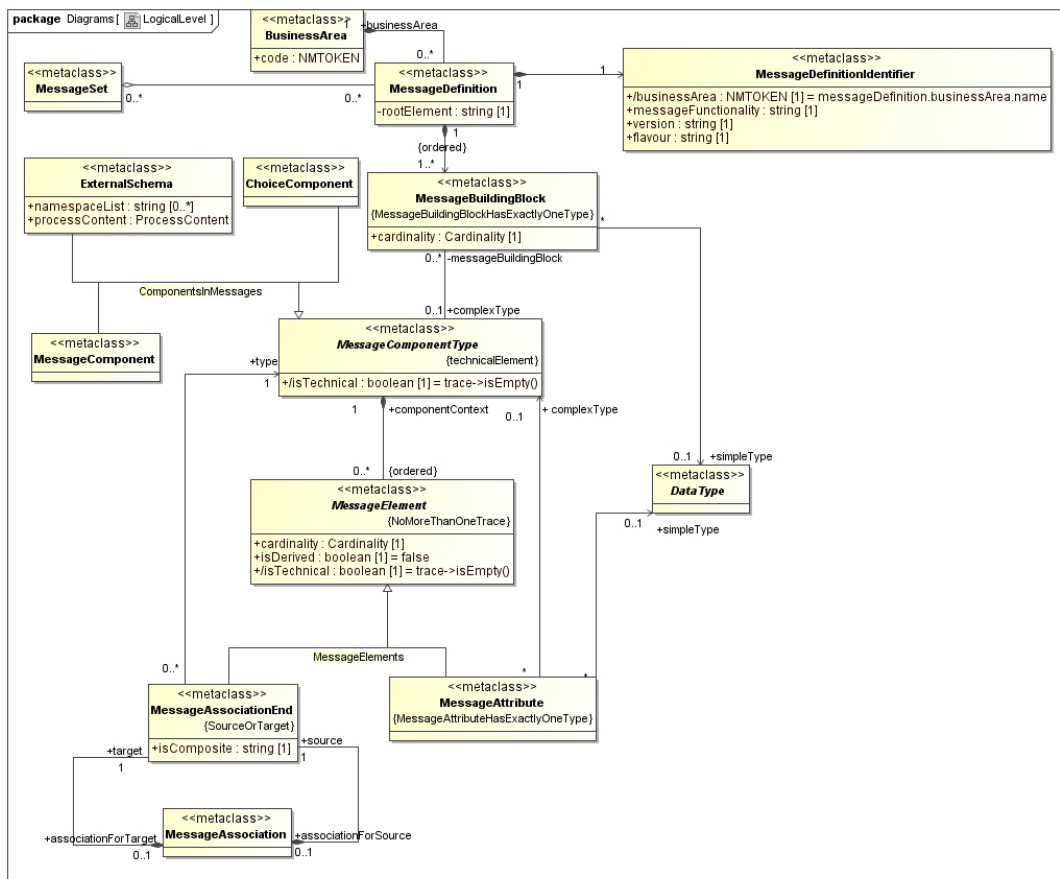 package Diagrams [ LogicalLevel ]
<<metaclass>>
BusinessArea
+code : NMTOKEN
1
+businessArea
0..*
<<metaclass>>
MessageSet
0..*
0..*
<<metaclass>>
MessageDefinition
-rootElement : string [1]
1
1
<<metaclass>>
MessageDefinitionIdentifier
+/businessArea : NMTOKEN [1] = messageDefinition.businessArea.name
+messageFunctionality : string [1]
+version : string [1]
+flavour : string [1]
1
{ordered}
1..*
<<metaclass>>
ExternalSchema
+namespaceList : string [0..*]
+processContent : ProcessContent
<<metaclass>>
ChoiceComponent
<<metaclass>>
MessageBuildingBlock
{MessageBuildingBlockHasExactlyOneType}
+cardinality : Cardinality [1]
*
0..* -messageBuildingBlock
ComponentsInMessages
0..1 +complexType
<<metaclass>>
MessageComponent
<<metaclass>>
MessageComponentType
{technicalElement}
+/isTechnical : boolean [1] = trace->isEmpty()
+type
1
1
+componentContext
0..1
+ complexType
0..* {ordered}
0..1 +simpleType
<<metaclass>>
DataType
0..1
+simpleType
<<metaclass>>
MessageElement
{NoMoreThanOneTrace}
+cardinality : Cardinality [1]
+isDerived : boolean [1] = false
+/isTechnical : boolean [1] = trace->isEmpty()
MessageElements
0..*
*
*
<<metaclass>>
MessageAssociationEnd
{SourceOrTarget}
+isComposite : string [1]
<<metaclass>>
MessageAttribute
{MessageAttributeHasExactlyOneType}
+target
1
+source
1
<<metaclass>>
MessageAssociation
+associationForTarget
0..1
+associationForSource
0..1